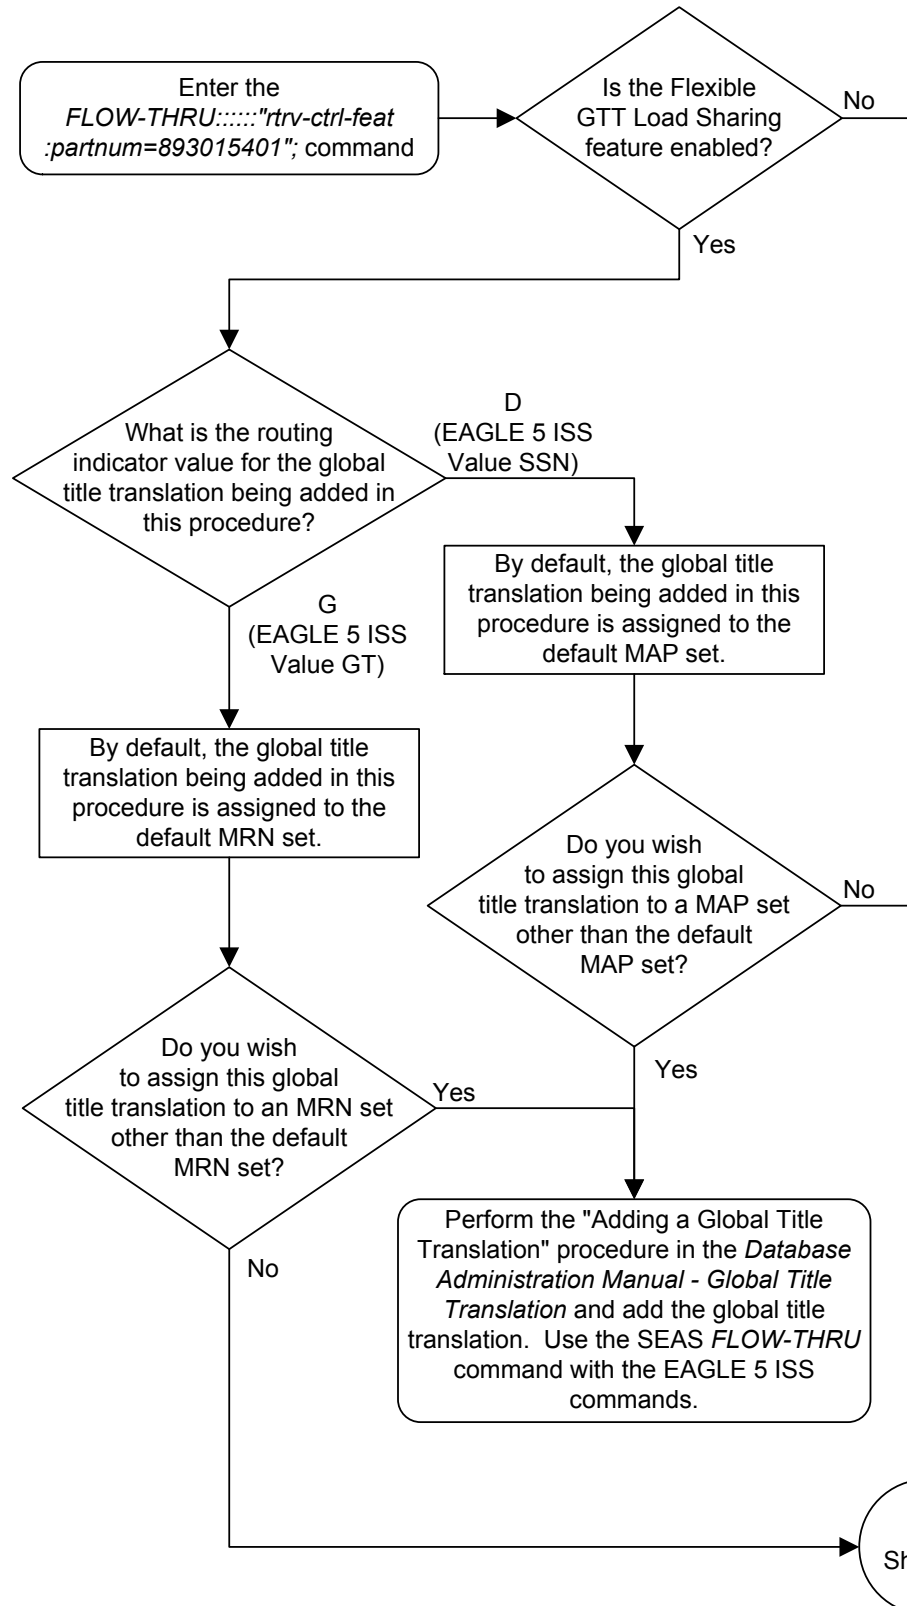 Enter the
FLOW-THRU::::::"rtrv-ctrl-feat
:partnum=893015401"; command
Is the Flexible
GTT Load Sharing
feature enabled?
No
Yes
What is the routing
indicator value for the global
title translation being added in
this procedure?
D
(EAGLE 5 ISS
Value SSN)
By default, the global title
translation being added in this
procedure is assigned to the
default MAP set.
G
(EAGLE 5 ISS
Value GT)
By default, the global title
translation being added in this
procedure is assigned to the
default MRN set.
Do you wish
to assign this global
title translation to a MAP set
other than the default
MAP set?
No
Yes
Do you wish
to assign this global
title translation to an MRN set
other than the default
MRN set?
Yes
No
Perform the "Adding a Global Title
Translation" procedure in the Database
Administration Manual - Global Title
Translation and add the global title
translation.  Use the SEAS FLOW-THRU
command with the EAGLE 5 ISS
commands.